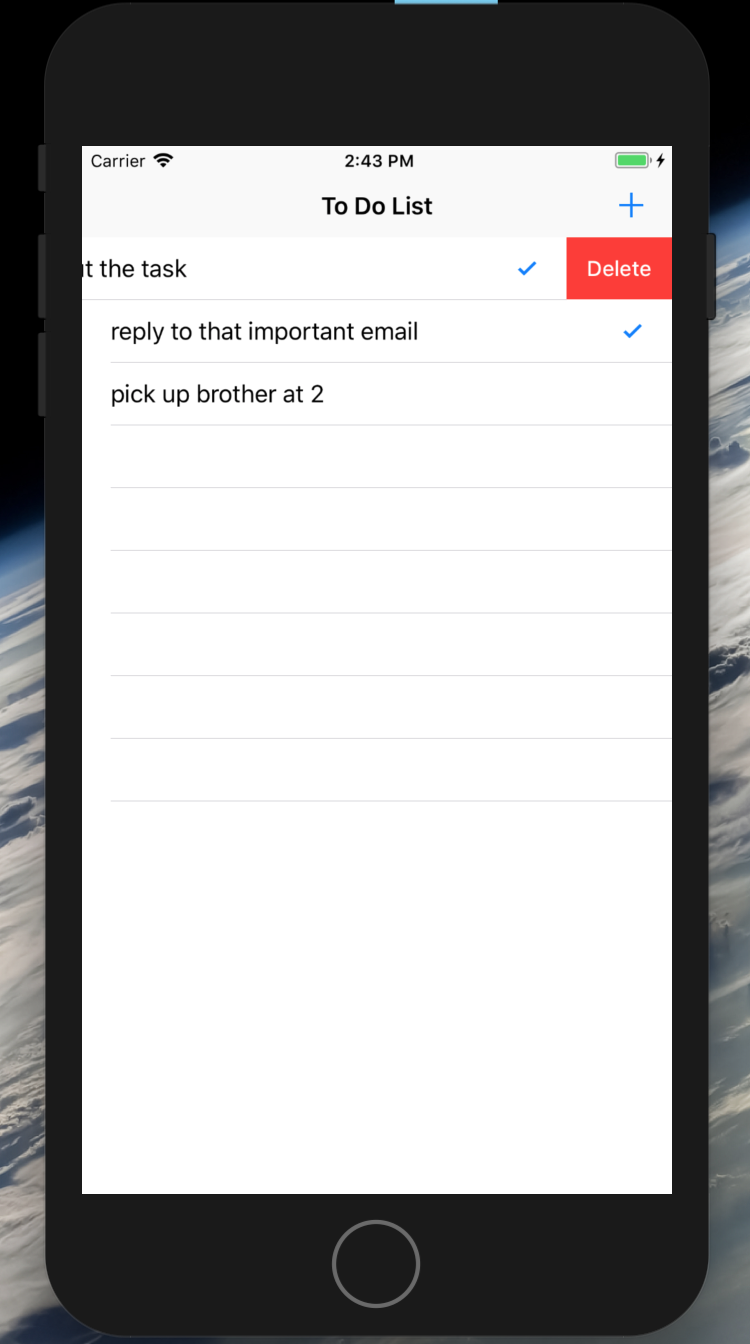 Carrier 2:43 PM
To Do List
the task Delete
reply to that important email
pick up brother at 2